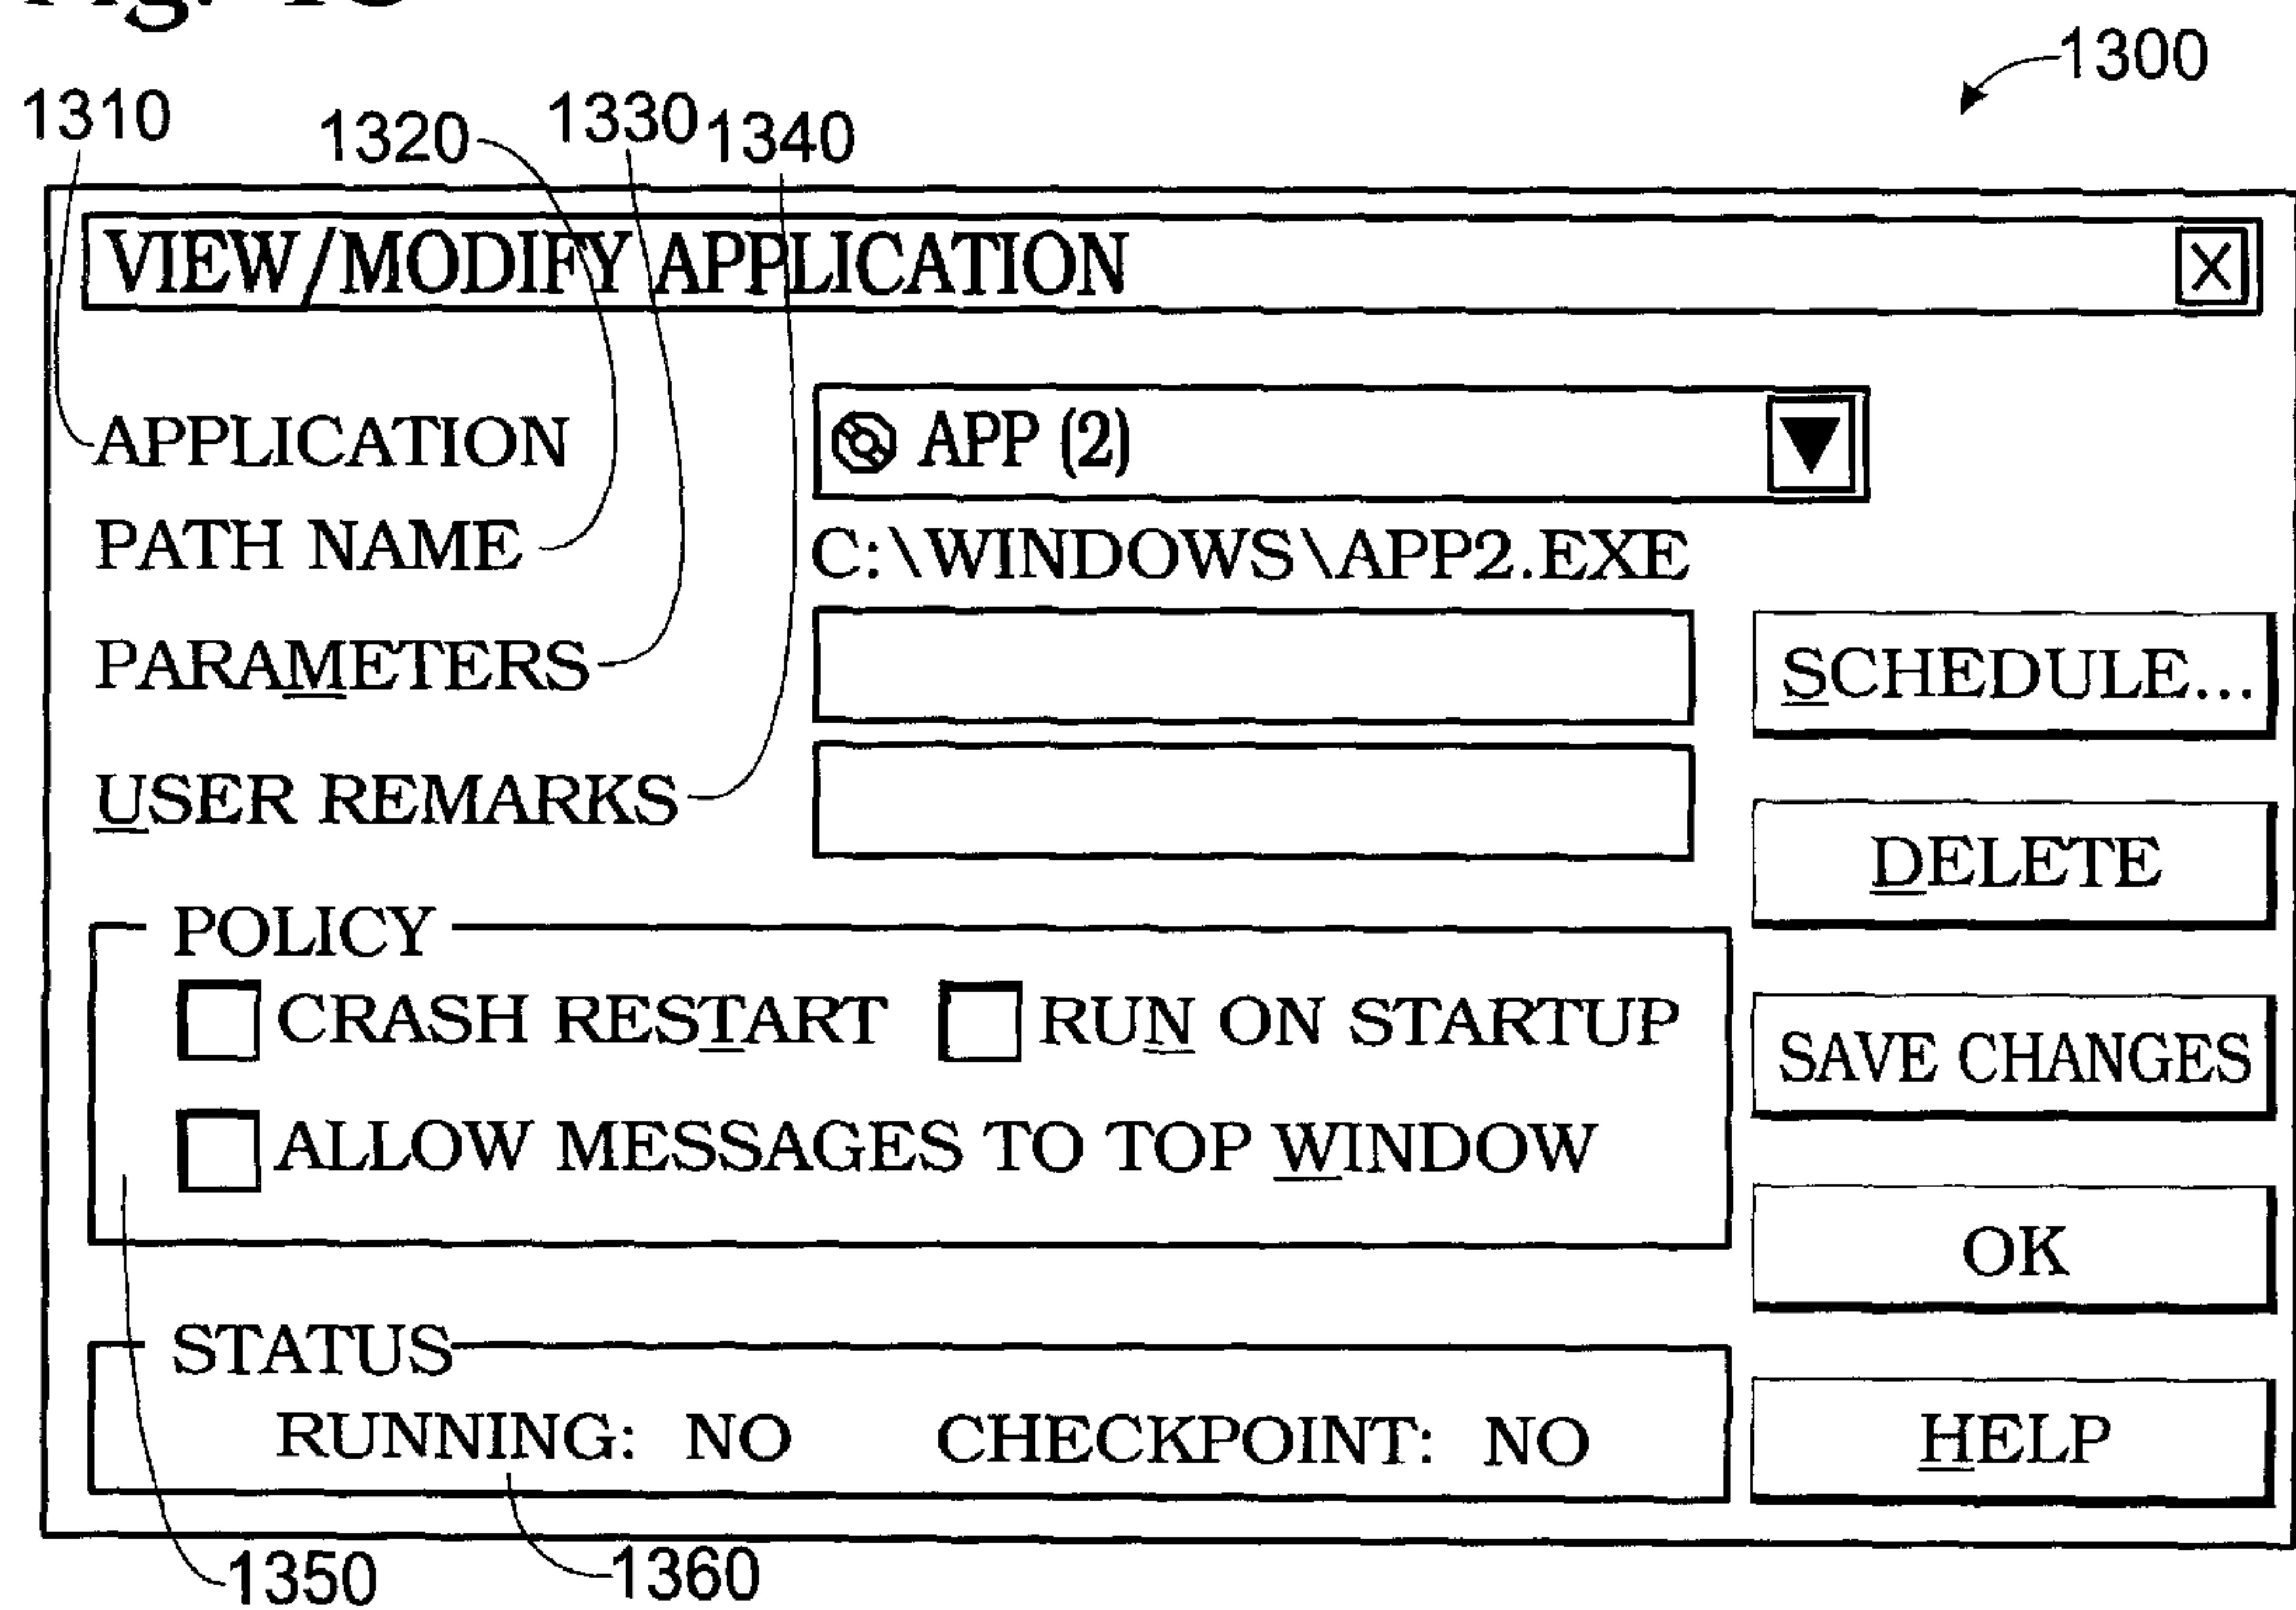 1300
1310 1320 1330 1340
VIEW/MODIFY APPLICATION X
APPLICATION APP (2)
PATH NAME C:\WINDOWS\APP2.EXE
PARAMETERS
SCHEDULE...
USER REMARKS
DELETE
POLICY
CRASH RESTART RUN ON STARTUP
SAVE CHANGES
ALLOW MESSAGES TO TOP WINDOW
OK
STATUS
RUNNING: NO CHECKPOINT: NO
HELP
1350 1360